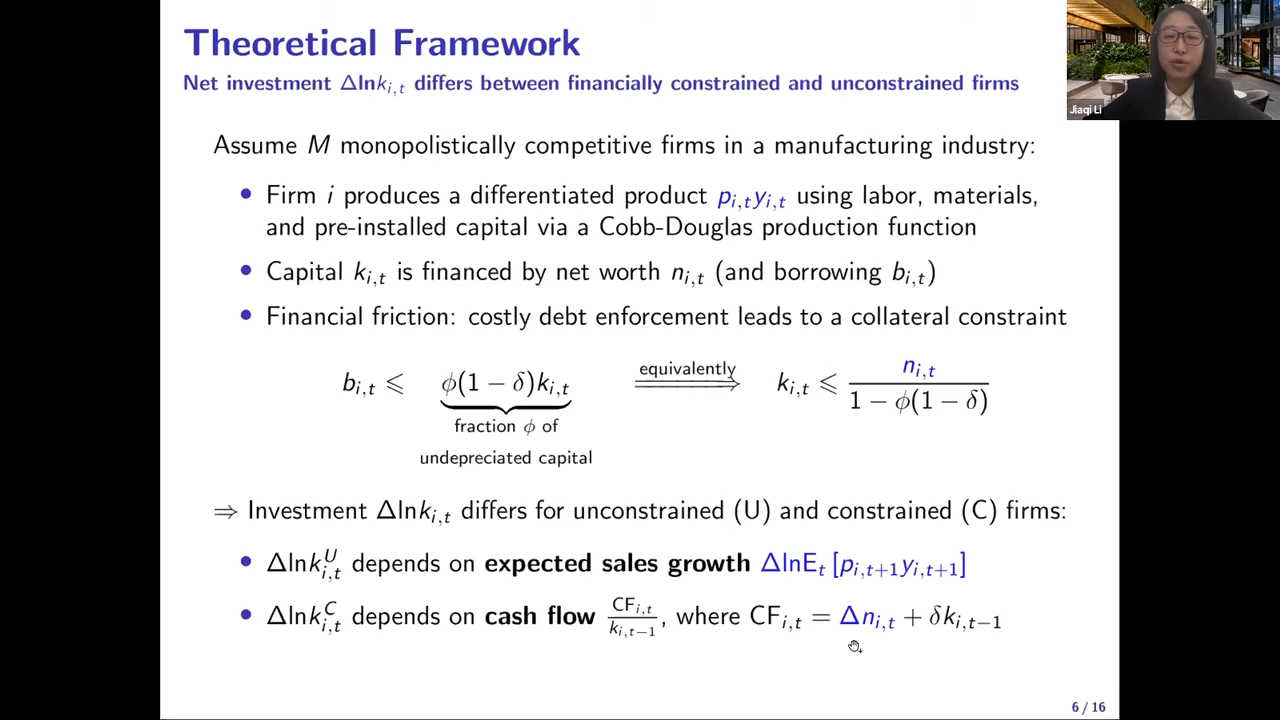 Theoretical Framework
Net investment Δlnk_{i,t} differs between financially constrained and unconstrained firms
Jiaqi Li
Assume M monopolistically competitive firms in a manufacturing industry:
• Firm i produces a differentiated product p_{i,t}y_{i,t} using labor, materials,
and pre-installed capital via a Cobb-Douglas production function
• Capital k_{i,t} is financed by net worth n_{i,t} (and borrowing b_{i,t})
• Financial friction: costly debt enforcement leads to a collateral constraint
b_{i,t} ⩽ ϕ(1 − δ)k_{i,t} equivalently ⟹ k_{i,t} ⩽ n_{i,t} / (1 − ϕ(1 − δ))
fraction ϕ of
undepreciated capital
⇒ Investment Δlnk_{i,t} differs for unconstrained (U) and constrained (C) firms:
• Δlnk^U_{i,t} depends on expected sales growth ΔlnE_t [p_{i,t+1}y_{i,t+1}]
• Δlnk^C_{i,t} depends on cash flow CF_{i,t} / k_{i,t−1}, where CF_{i,t} = Δn_{i,t} + δk_{i,t−1}
6 / 16